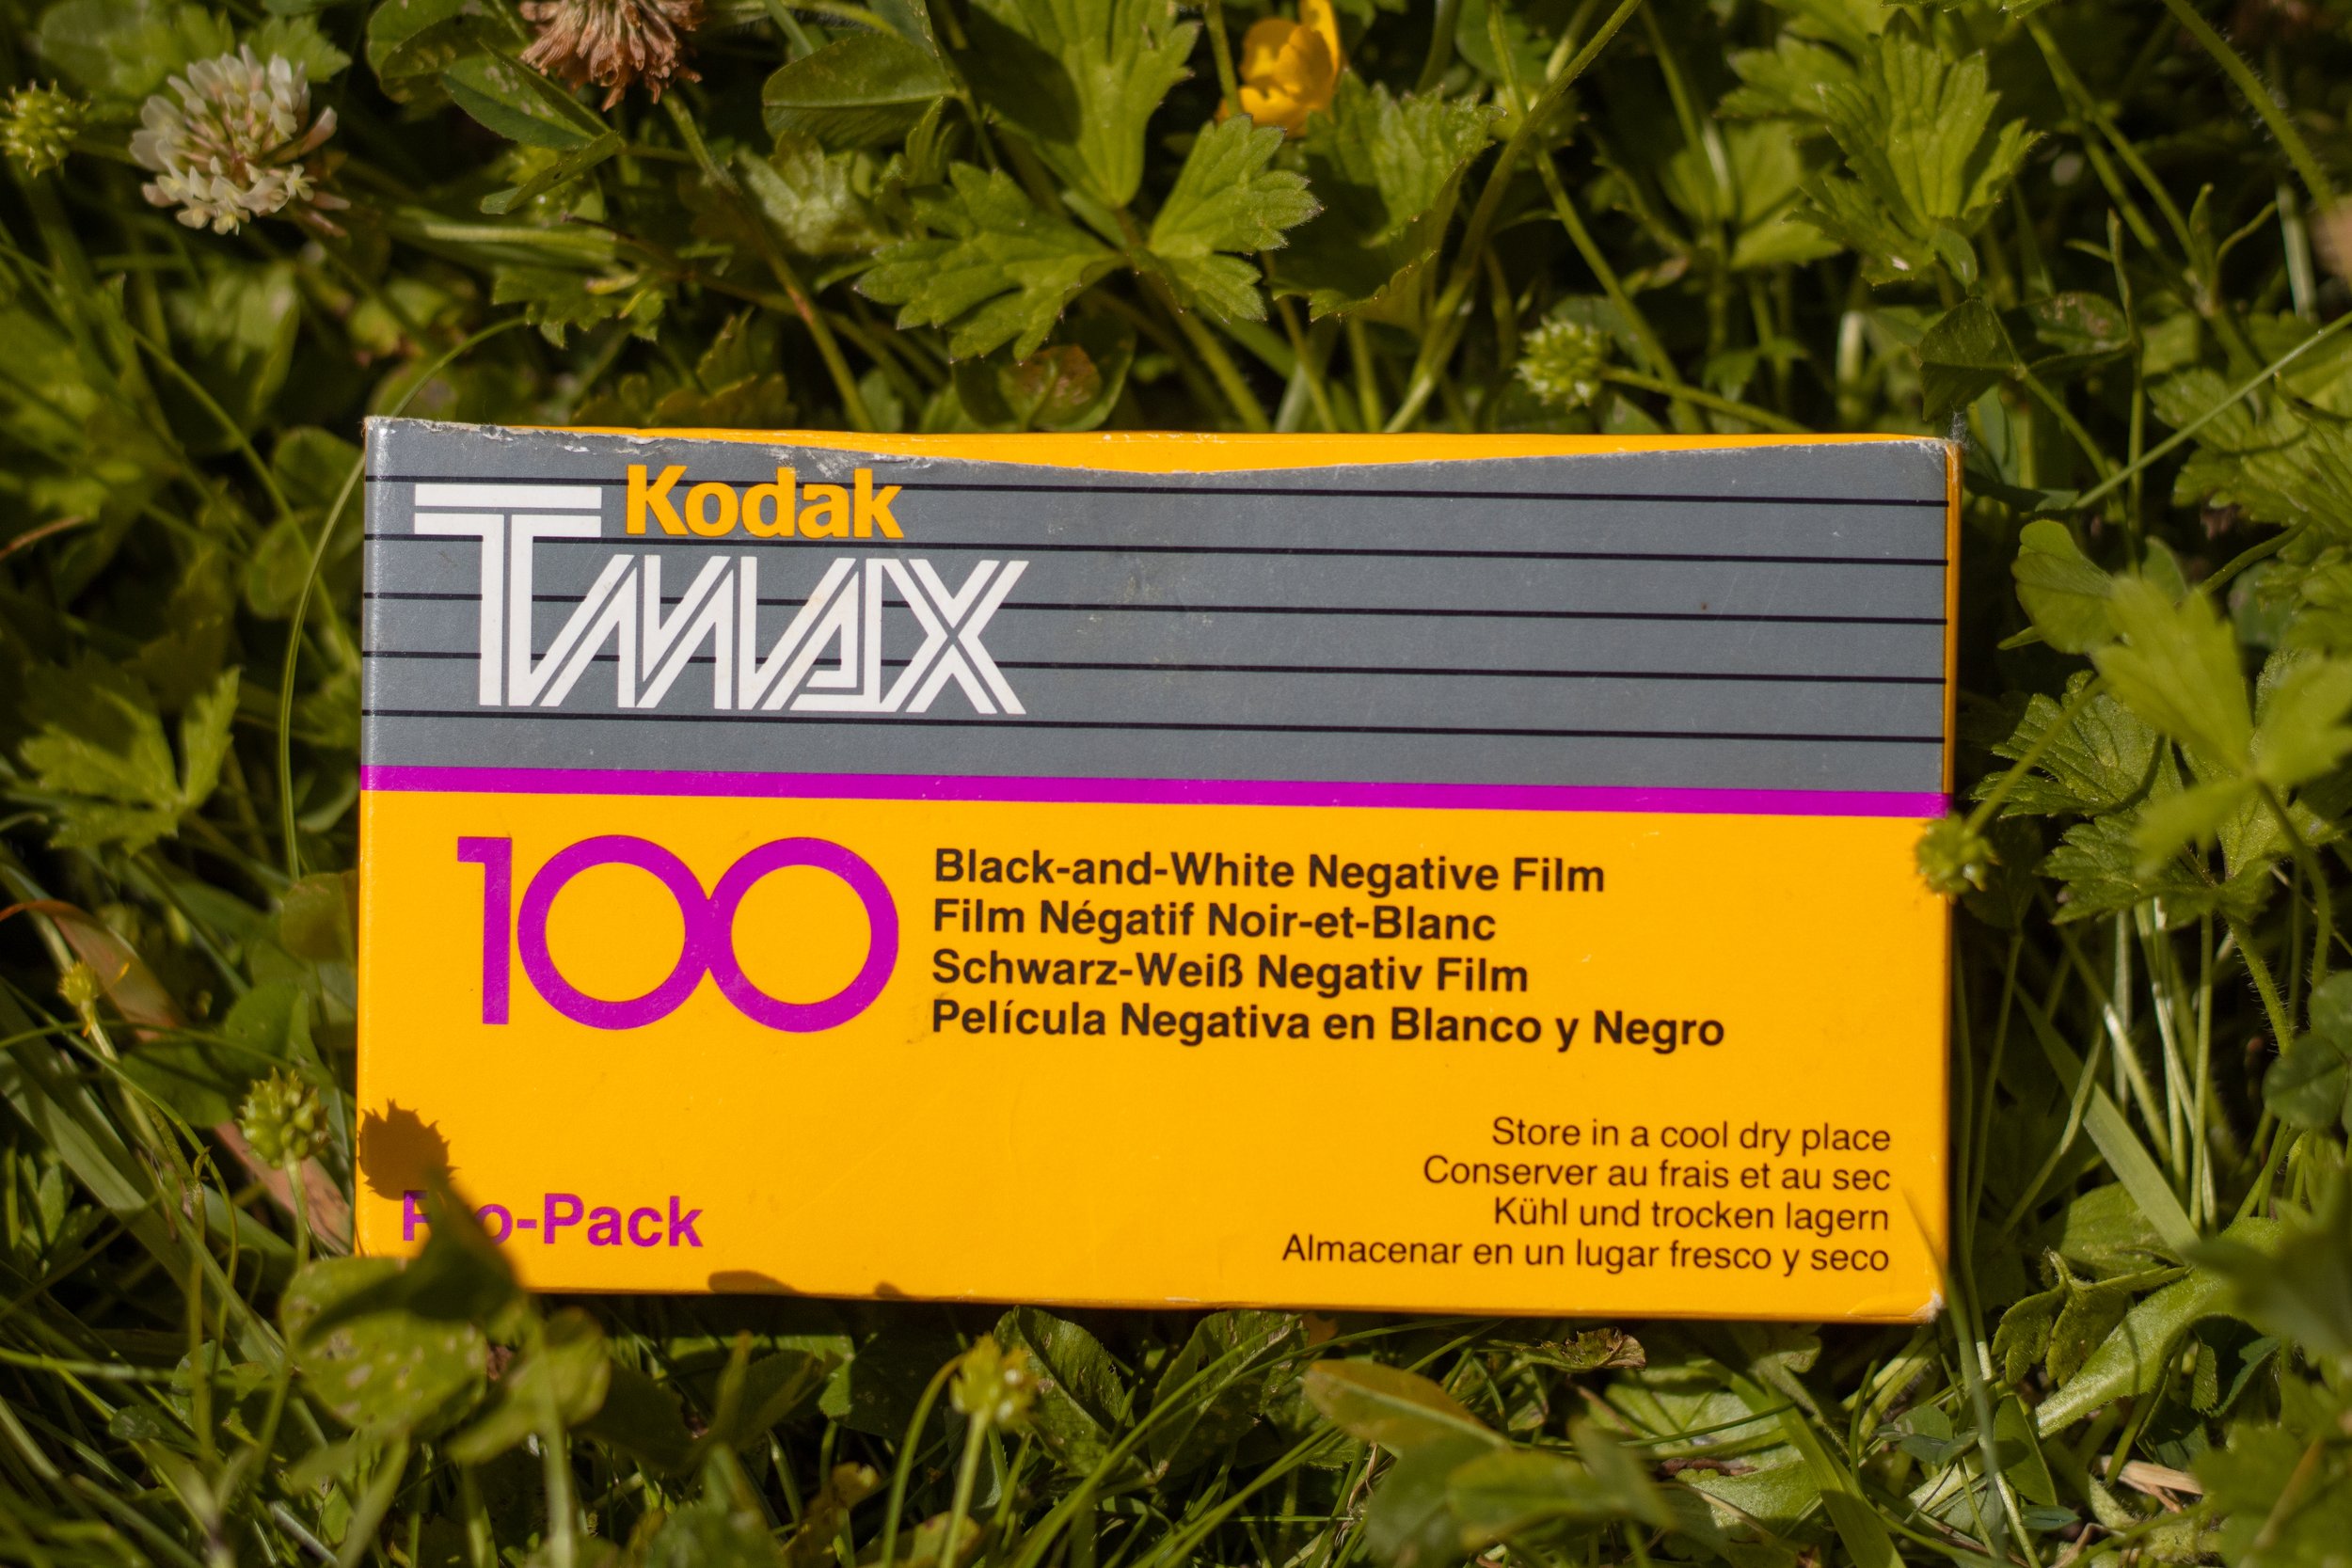 Kodak
TMAX
100
Black-and-White Negative Film
Film Négatif Noir-et-Blanc
Schwarz-Weiß Negativ Film
Película Negativa en Blanco y Negro
Pro-Pack
Store in a cool dry place
Conserver au frais et au sec
Kühl und trocken lagern
Almacenar en un lugar fresco y seco